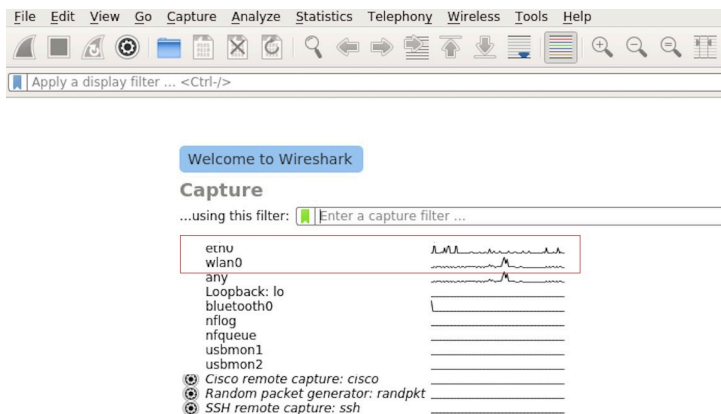 File Edit View Go Capture Analyze Statistics Telephony Wireless Tools Help
Apply a display filter ... <Ctrl-/>
Welcome to Wireshark
Capture
...using this filter: Enter a capture filter ...
eth0
wlan0
any
Loopback: lo
bluetooth0
nflog
nfqueue
usbmon1
usbmon2
Cisco remote capture: cisco
Random packet generator: randpkt
SSH remote capture: ssh